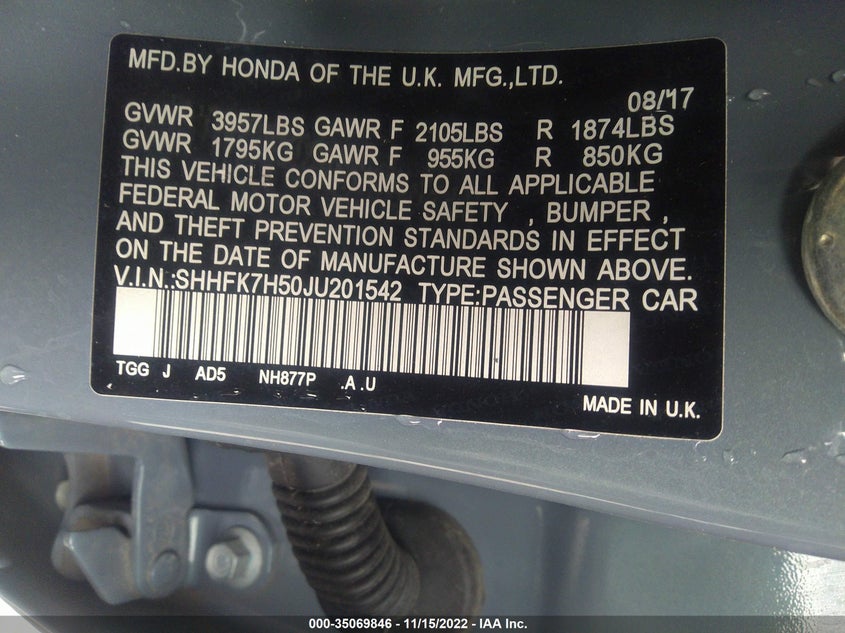 MFD.BY HONDA OF THE U.K. MFG.,LTD.
08/17
GVWR 3957LBS GAWR F 2105LBS R 1874LBS
GVWR 1795KG GAWR F 955KG R 850KG
THIS VEHICLE CONFORMS TO ALL APPLICABLE
FEDERAL MOTOR VEHICLE SAFETY , BUMPER ,
AND THEFT PREVENTION STANDARDS IN EFFECT
ON THE DATE OF MANUFACTURE SHOWN ABOVE.
V.I.N.:SHHFK7H50JU201542 TYPE:PASSENGER CAR
TGG J AD5 NH877P .A .U
MADE IN U.K.
000-35069846 - 11/15/2022 - IAA Inc.